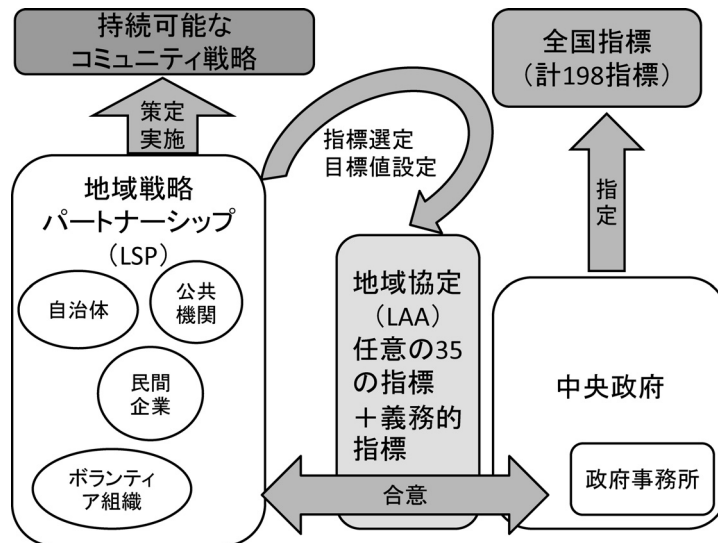 持続可能な
コミュニティ戦略
全国指標
（計198指標）
策定
実施
指標選定
目標値設定
指定
地域戦略
パートナーシップ
（LSP）
自治体
公共
機関
民間
企業
ボランティ
ア組織
地域協定
（LAA）
任意の35
の指標
＋義務的
指標
合意
中央政府
政府事務所